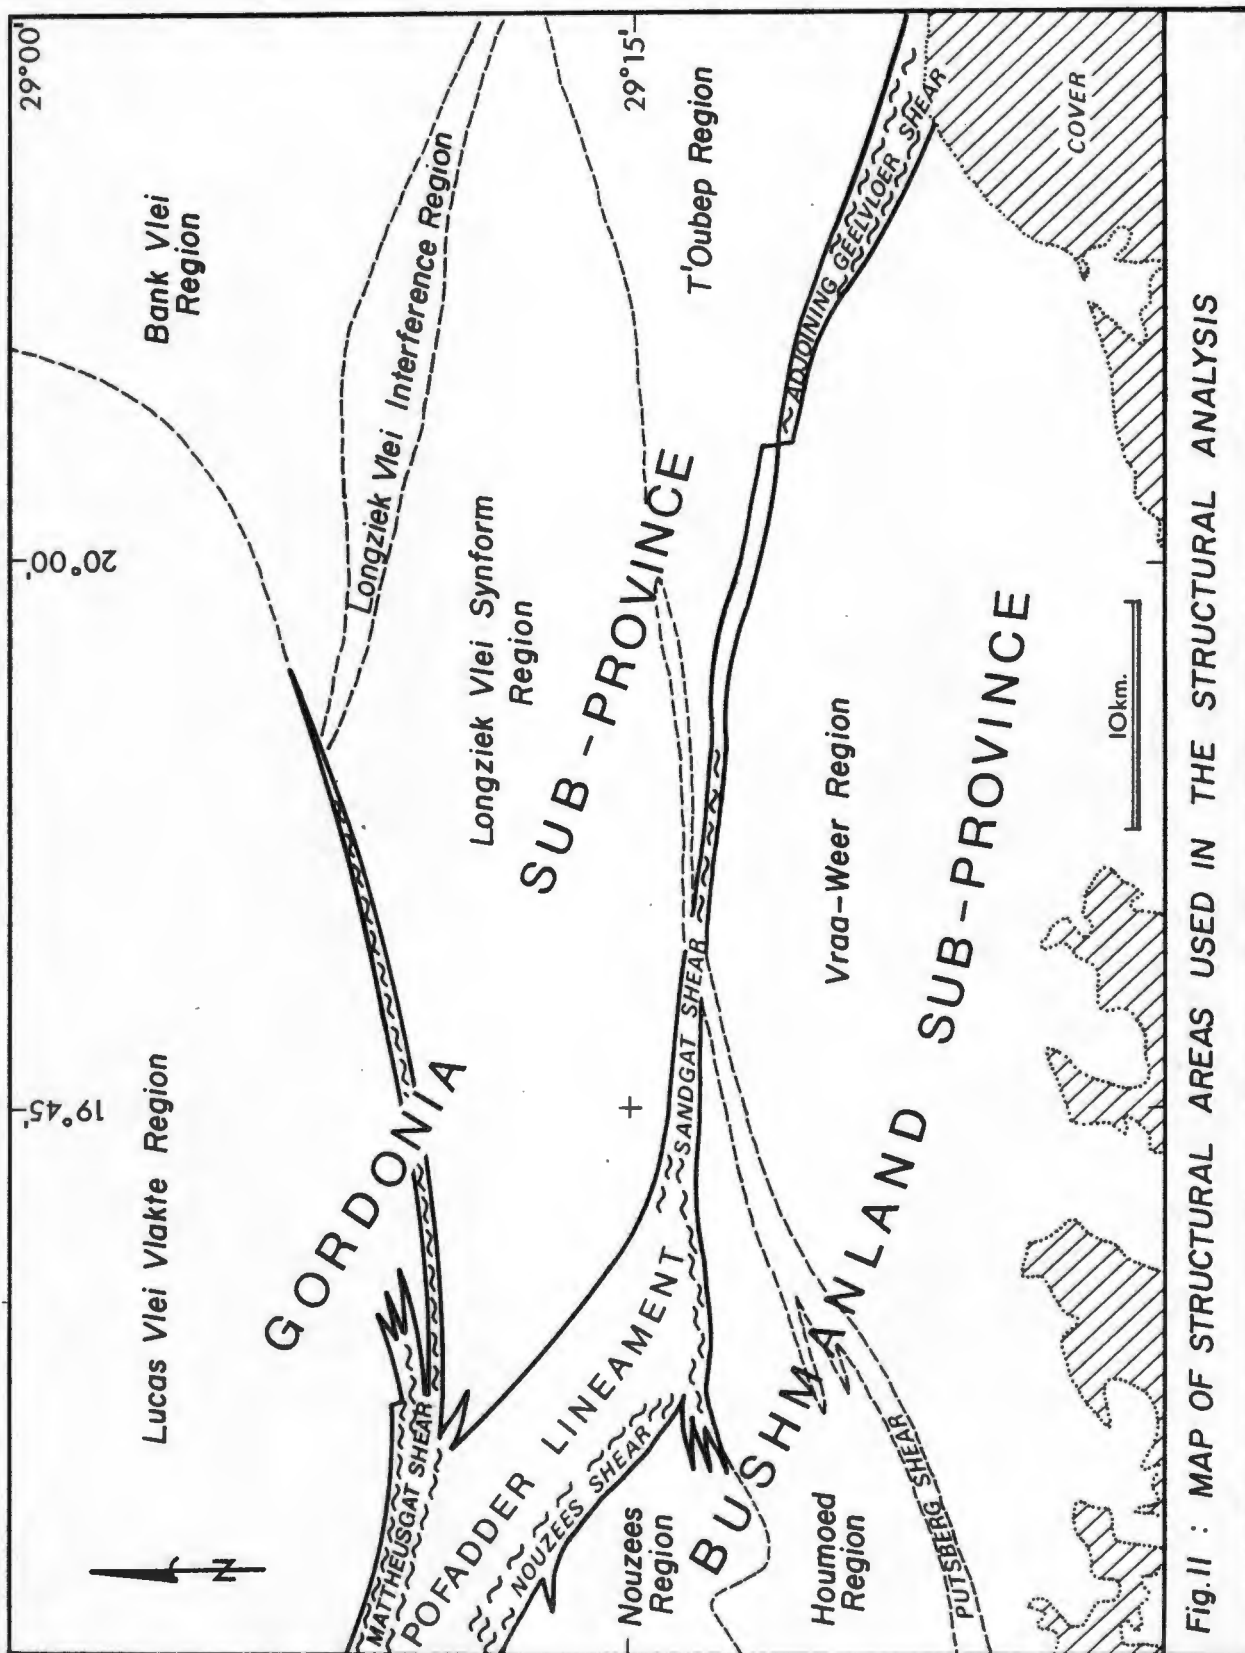 29°00'
29°15'
20°00'
19°45'
Lucas Vlei Vlakte Region
Bank Vlei
Region
Longziek Vlei Interference Region
Longziek Vlei Synform
Region
T'Oubep Region
GORDONIA
SUB-PROVINCE
MATTHEUSGAT SHEAR
POFADDER LINEAMENT
NOUZEES SHEAR
SANDGAT SHEAR
ADJOINING GEELVLOER SHEAR
Nouzees
Region
Houmoed
Region
Vraa-Weer Region
BUSHMANLAND SUB-PROVINCE
PUTSBERG SHEAR
COVER
N
10km.
Fig.11 : MAP OF STRUCTURAL AREAS USED IN THE STRUCTURAL ANALYSIS